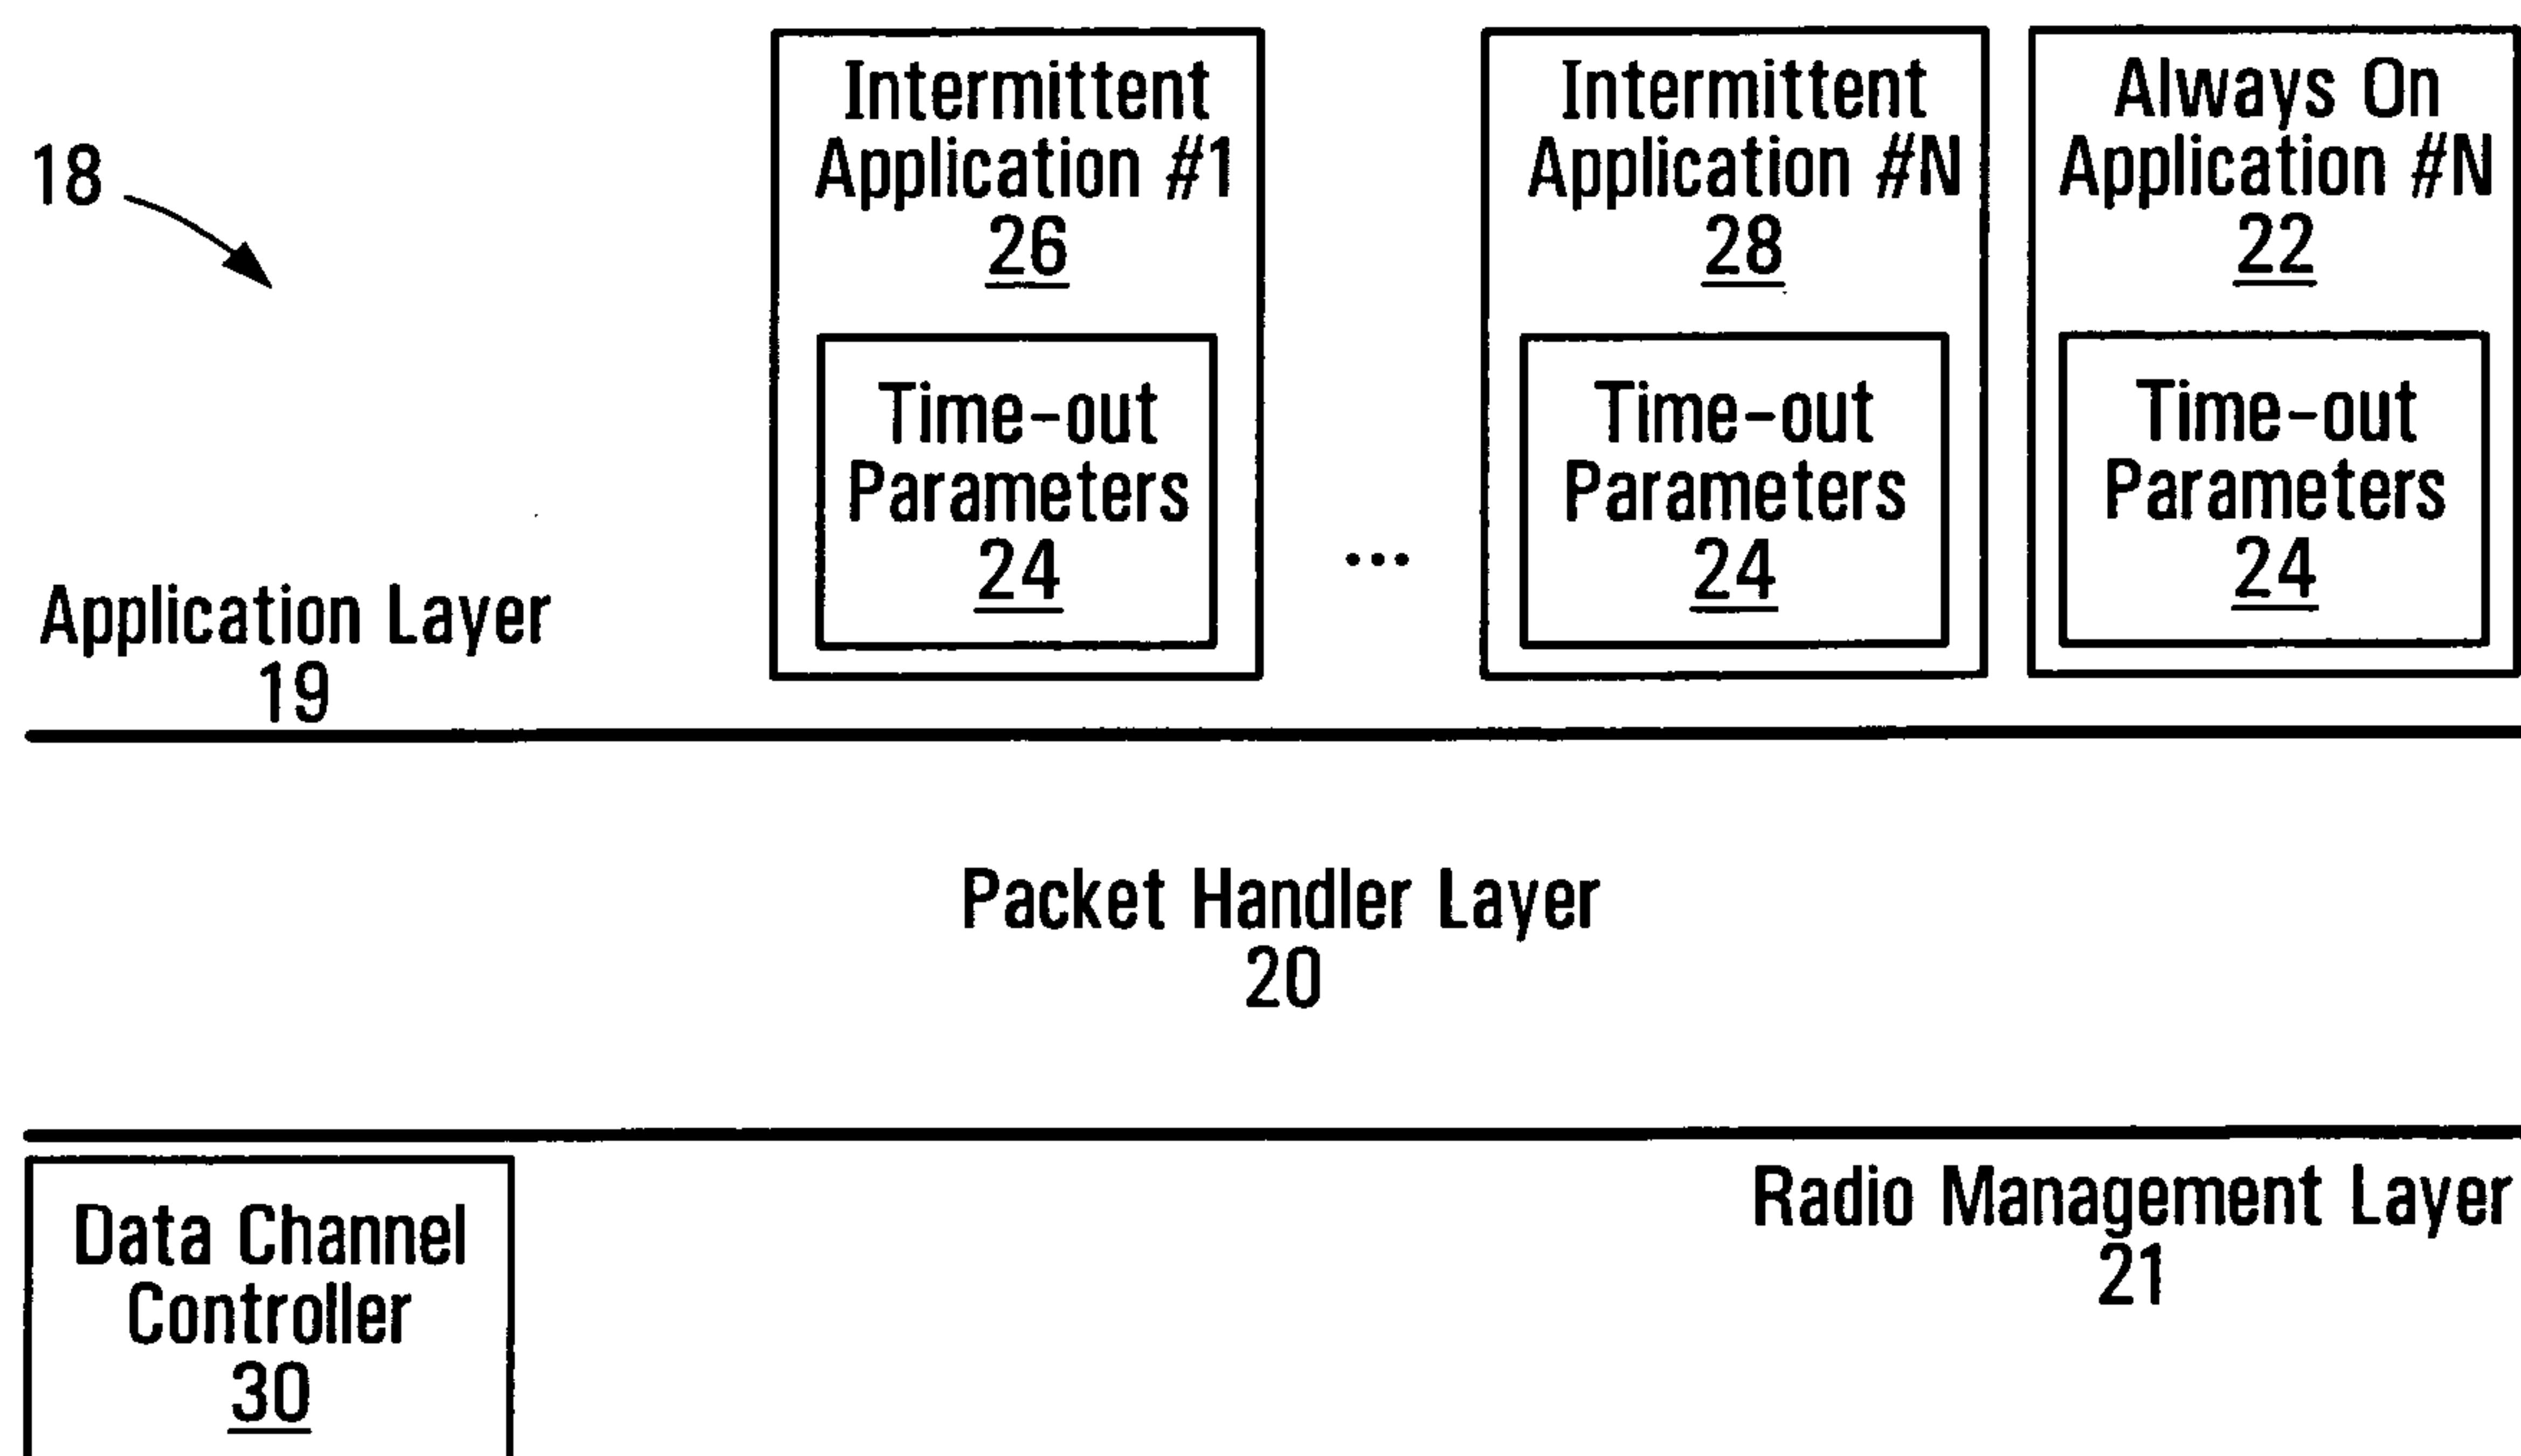 18
Intermittent
Application #1
26
Time-out
Parameters
24
...
Intermittent
Application #N
28
Time-out
Parameters
24
Always On
Application #N
22
Time-out
Parameters
24
Application Layer
19
Packet Handler Layer
20
Data Channel
Controller
30
Radio Management Layer
21